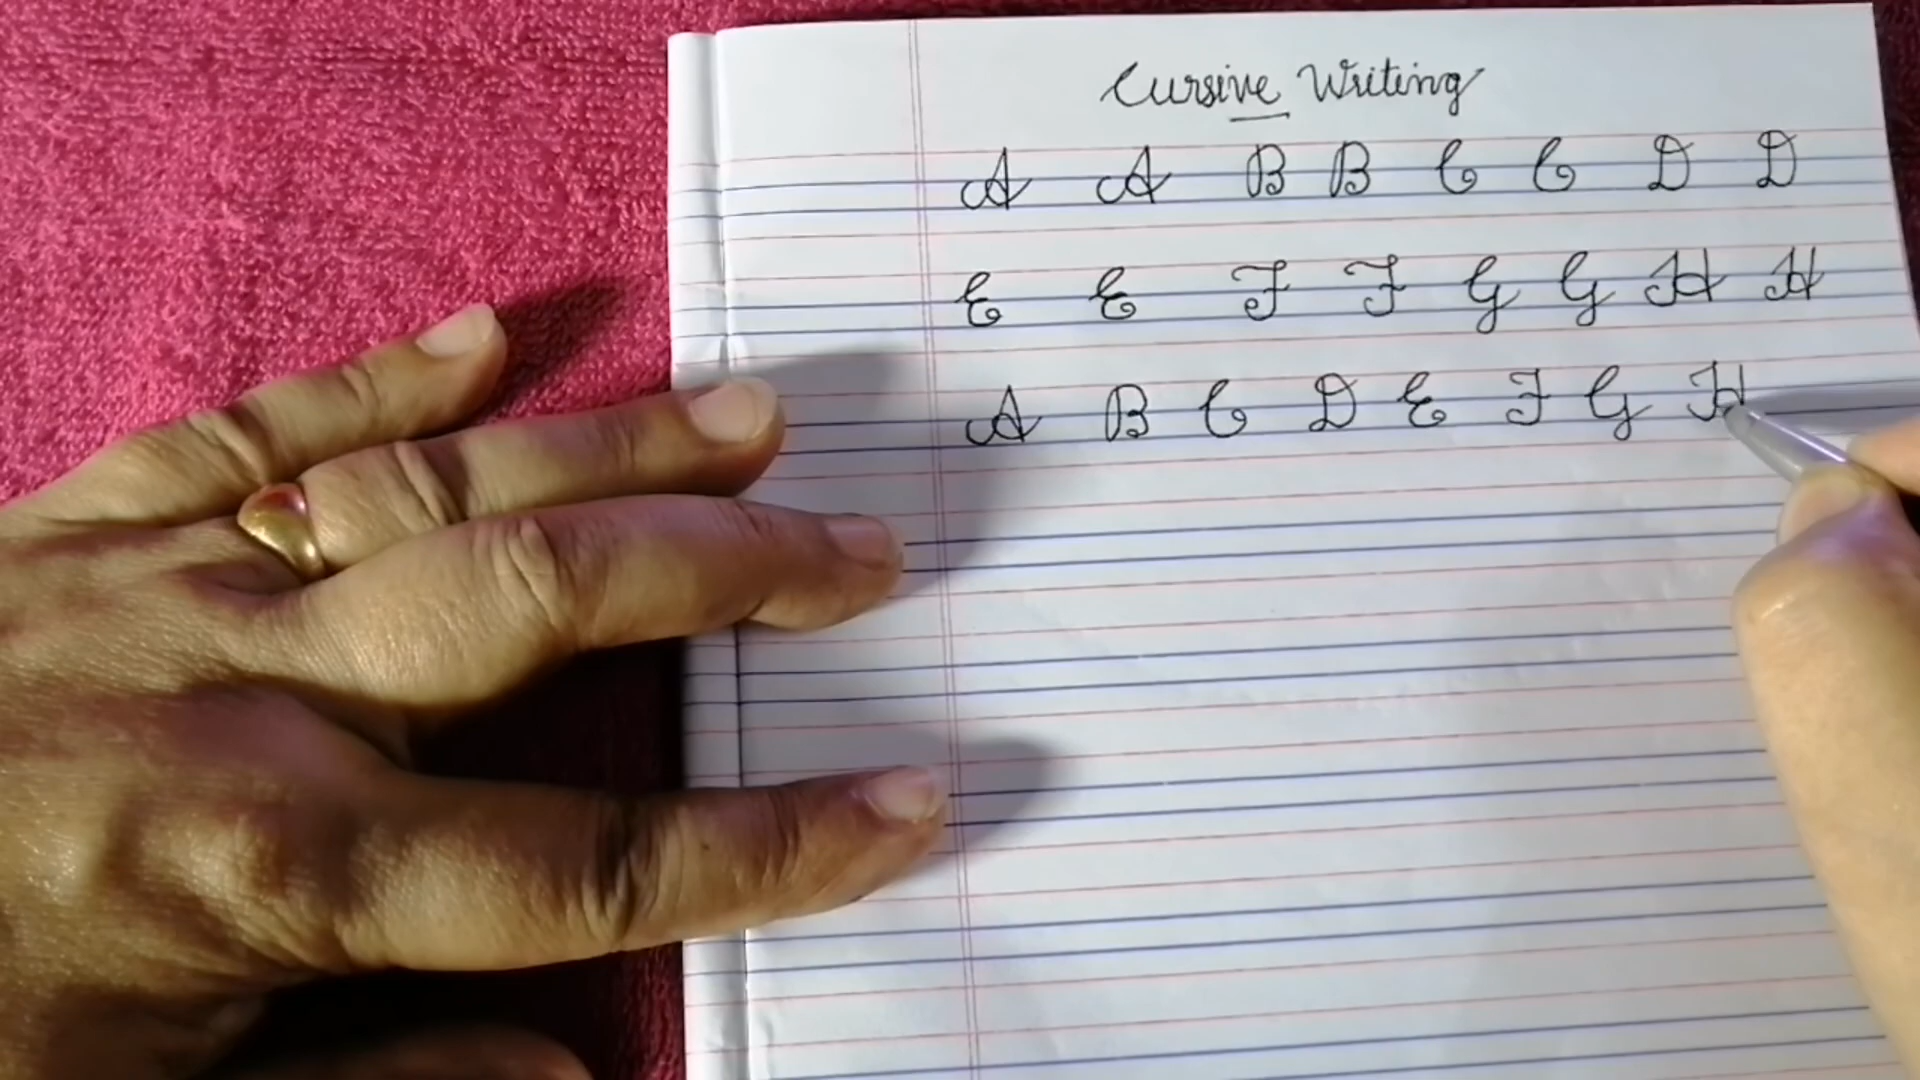 Cursive Writing
A A B B C C D D
E E F F G G H H
A B C D E F G H